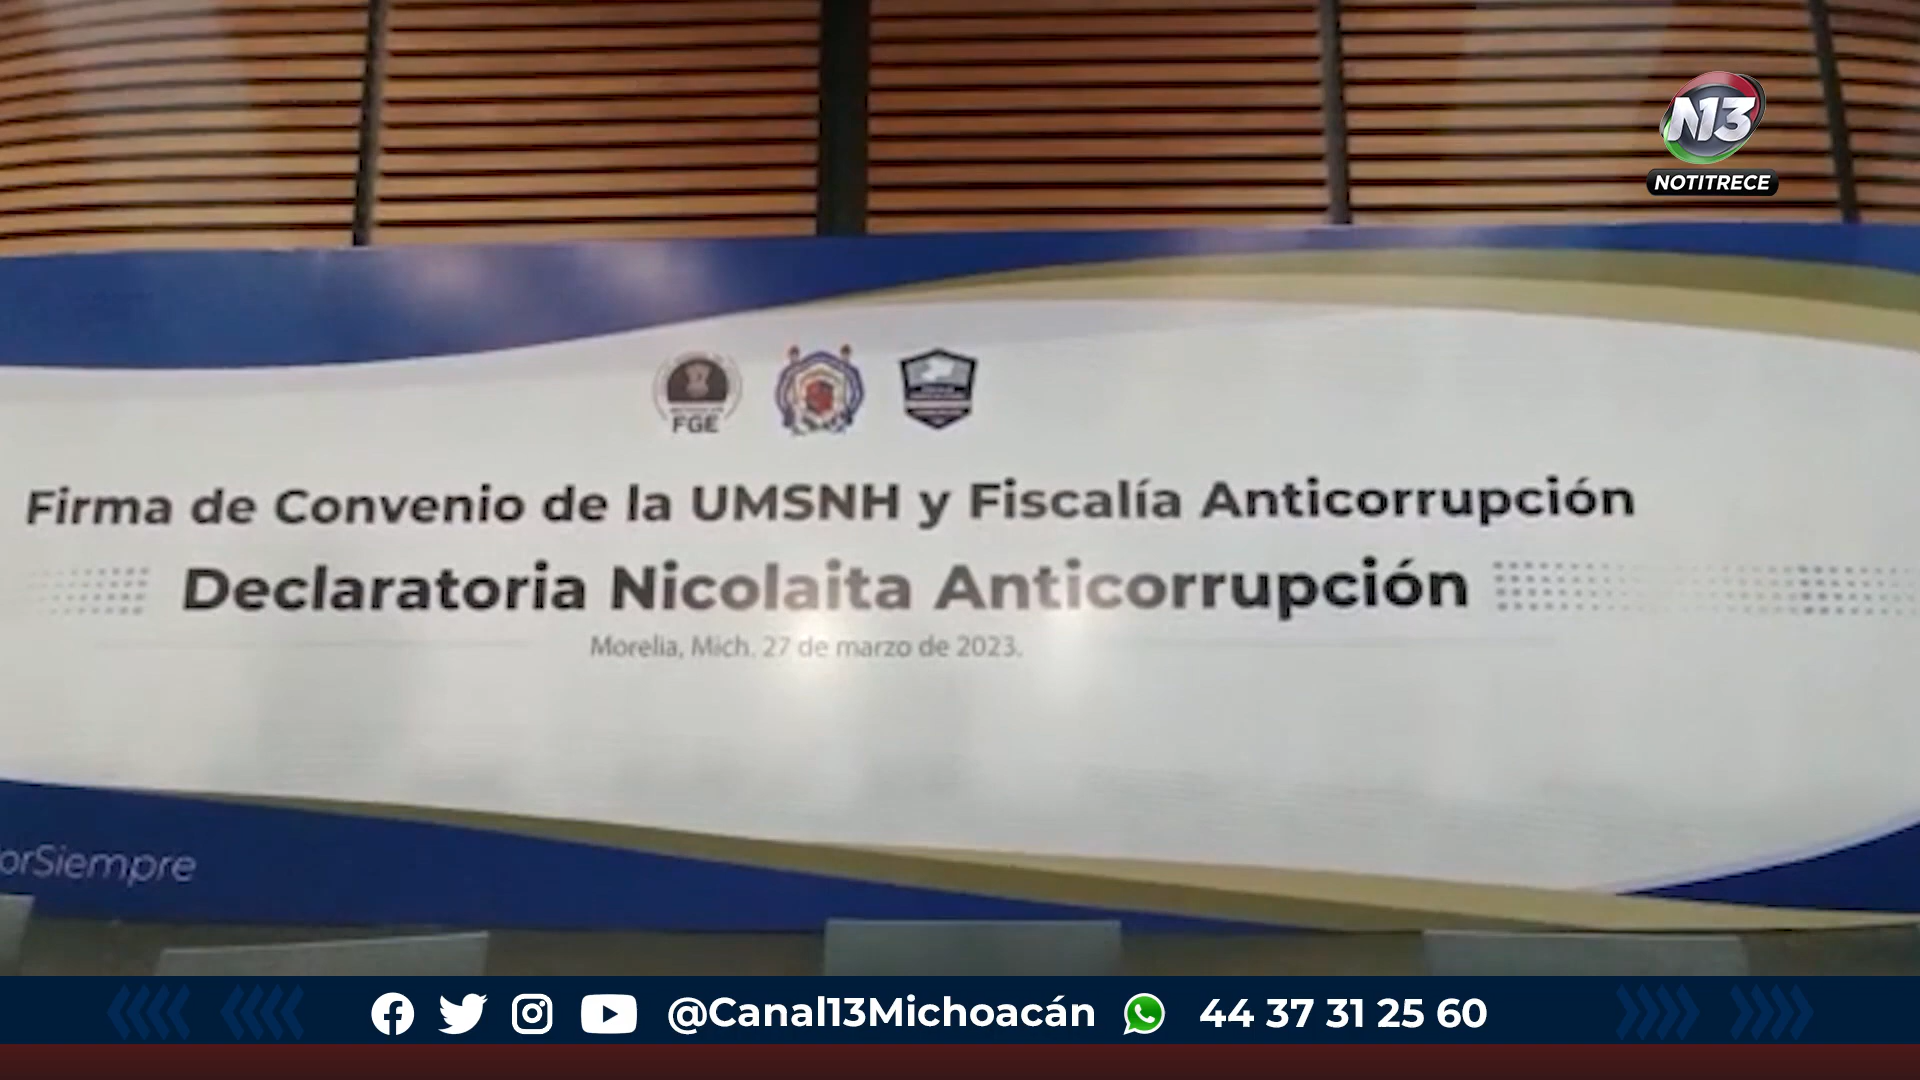 N13
NOTITRECE
FGE
Firma de Convenio de la UMSNH y Fiscalía Anticorrupción
Declaratoria Nicolaita Anticorrupción
Morelia, Mich. 27 de marzo de 2023.
orSiempre
@Canal13Michoacán 44 37 31 25 60